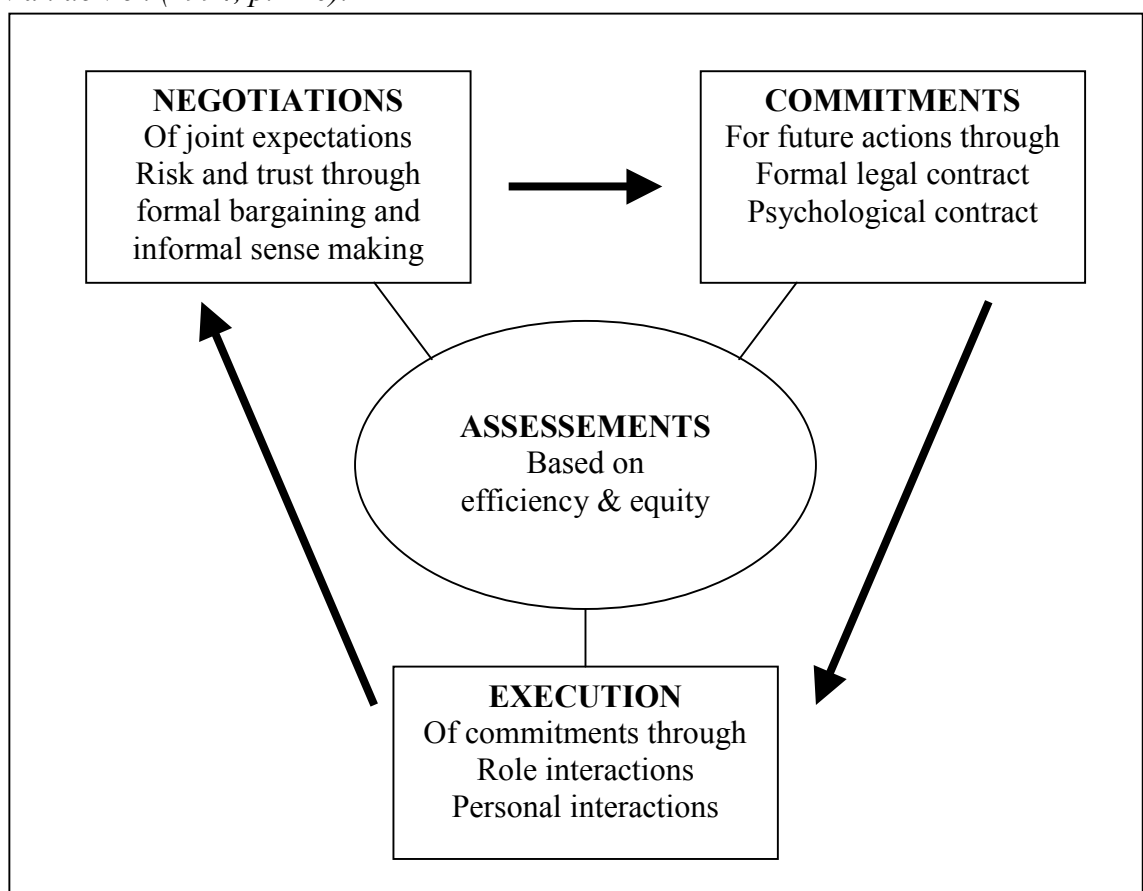 NEGOTIATIONS
Of joint expectations
Risk and trust through
formal bargaining and
informal sense making
COMMITMENTS
For future actions through
Formal legal contract
Psychological contract
ASSESSEMENTS
Based on
efficiency & equity
EXECUTION
Of commitments through
Role interactions
Personal interactions